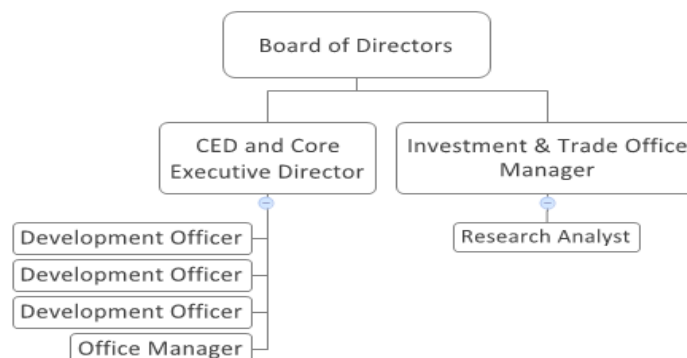 Board of Directors
CED and Core
Executive Director
Investment & Trade Office
Manager
Development Officer
Development Officer
Development Officer
Office Manager
Research Analyst